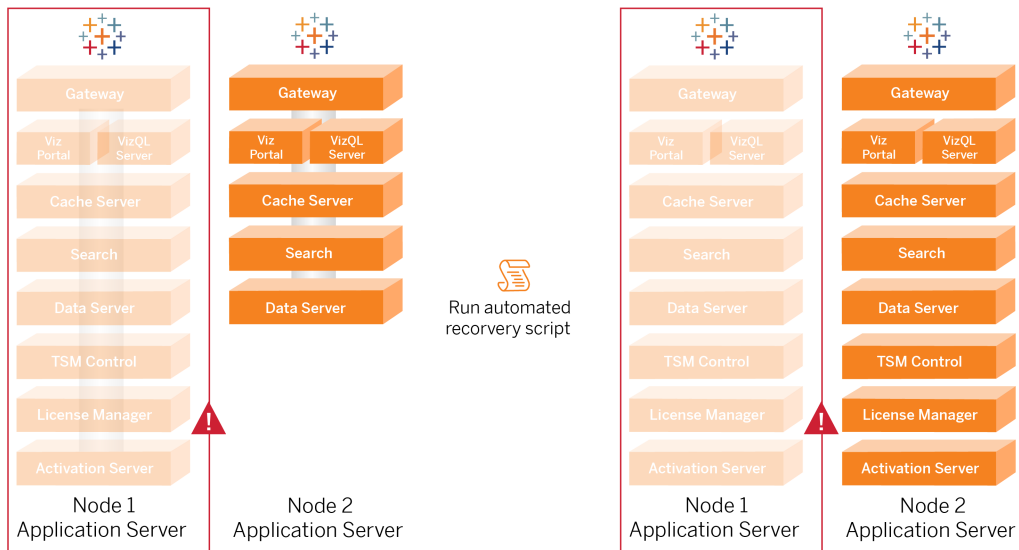 Gateway
Viz
Portal
VizQL
Server
Cache Server
Search
Data Server
TSM Control
License Manager
!
Activation Server
Node 1
Application Server
Gateway
Viz
Portal
VizQL
Server
Cache Server
Search
Data Server
Node 2
Application Server
Run automated
recorvery script
Gateway
Viz
Portal
VizQL
Server
Cache Server
Search
Data Server
TSM Control
License Manager
!
Activation Server
Node 1
Application Server
Gateway
Viz
Portal
VizQL
Server
Cache Server
Search
Data Server
TSM Control
License Manager
Activation Server
Node 2
Application Server